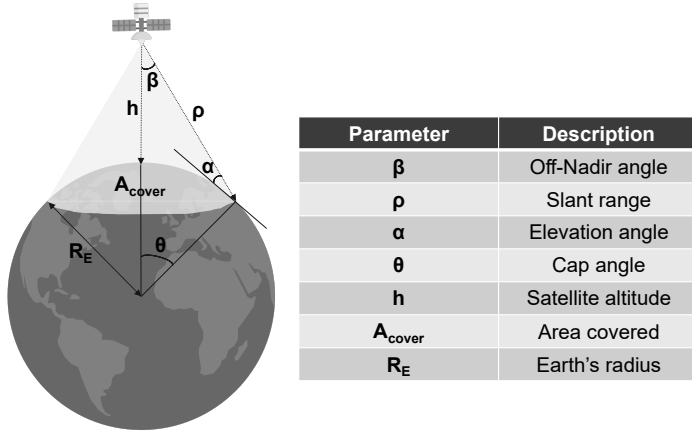 β
h
ρ
α
A_cover
R_E
θ
Parameter Description
β Off-Nadir angle
ρ Slant range
α Elevation angle
θ Cap angle
h Satellite altitude
A_cover Area covered
R_E Earth's radius